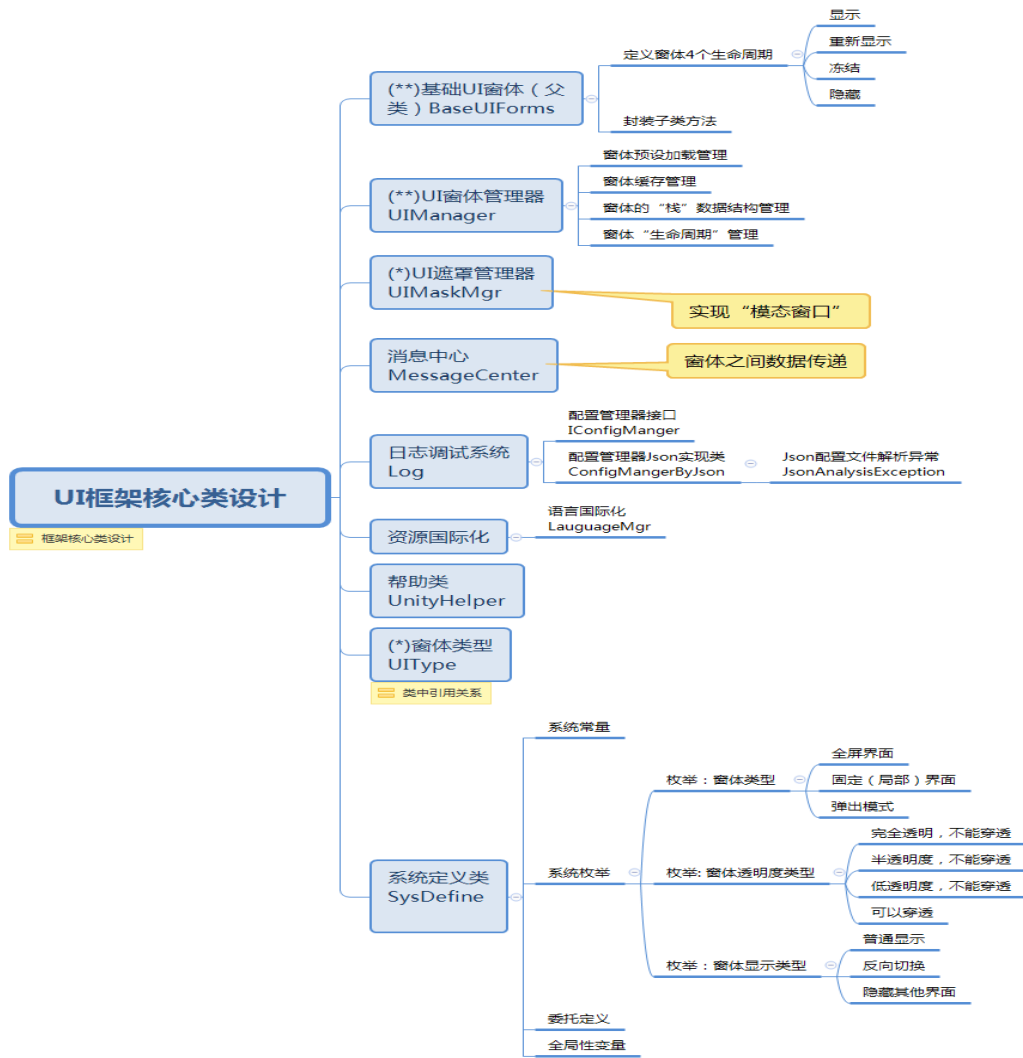 UI框架核心类设计
框架核心类设计
(**)基础UI窗体（父
类）BaseUIForms
定义窗体4个生命周期
显示
重新显示
冻结
隐藏
封装子类方法
(**)UI窗体管理器
UIManager
窗体预设加载管理
窗体缓存管理
窗体的“栈”数据结构管理
窗体“生命周期”管理
(*)UI遮罩管理器
UIMaskMgr
实现“模态窗口”
消息中心
MessageCenter
窗体之间数据传递
日志调试系统
Log
配置管理器接口
IConfigManger
配置管理器Json实现类
ConfigMangerByJson
Json配置文件解析异常
JsonAnalysisException
资源国际化
语言国际化
LauguageMgr
帮助类
UnityHelper
(*)窗体类型
UIType
类中引用关系
系统定义类
SysDefine
系统常量
系统枚举
枚举：窗体类型
全屏界面
固定（局部）界面
弹出模式
枚举: 窗体透明度类型
完全透明，不能穿透
半透明度，不能穿透
低透明度，不能穿透
可以穿透
枚举：窗体显示类型
普通显示
反向切换
隐藏其他界面
委托定义
全局性变量